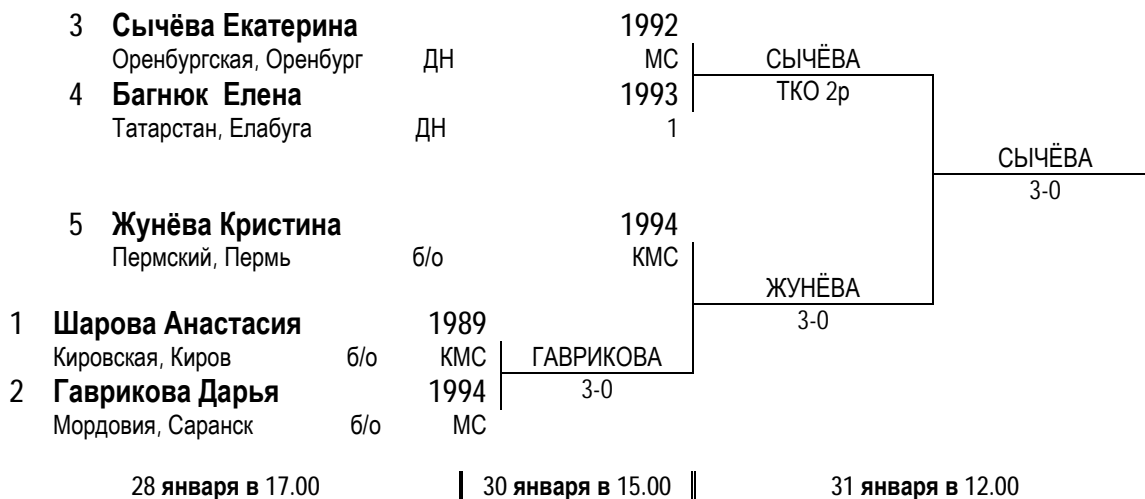 3 Сычёва Екатерина 1992
Оренбургская, Оренбург ДН МС СЫЧЁВА
4 Багнюк Елена 1993 ТКО 2р
Татарстан, Елабуга ДН 1
СЫЧЁВА
3-0
5 Жунёва Кристина 1994
Пермский, Пермь б/о КМС
ЖУНЁВА
1 Шарова Анастасия 1989 3-0
Кировская, Киров б/о КМС ГАВРИКОВА
2 Гаврикова Дарья 1994 3-0
Мордовия, Саранск б/о МС
28 января в 17.00 30 января в 15.00 31 января в 12.00